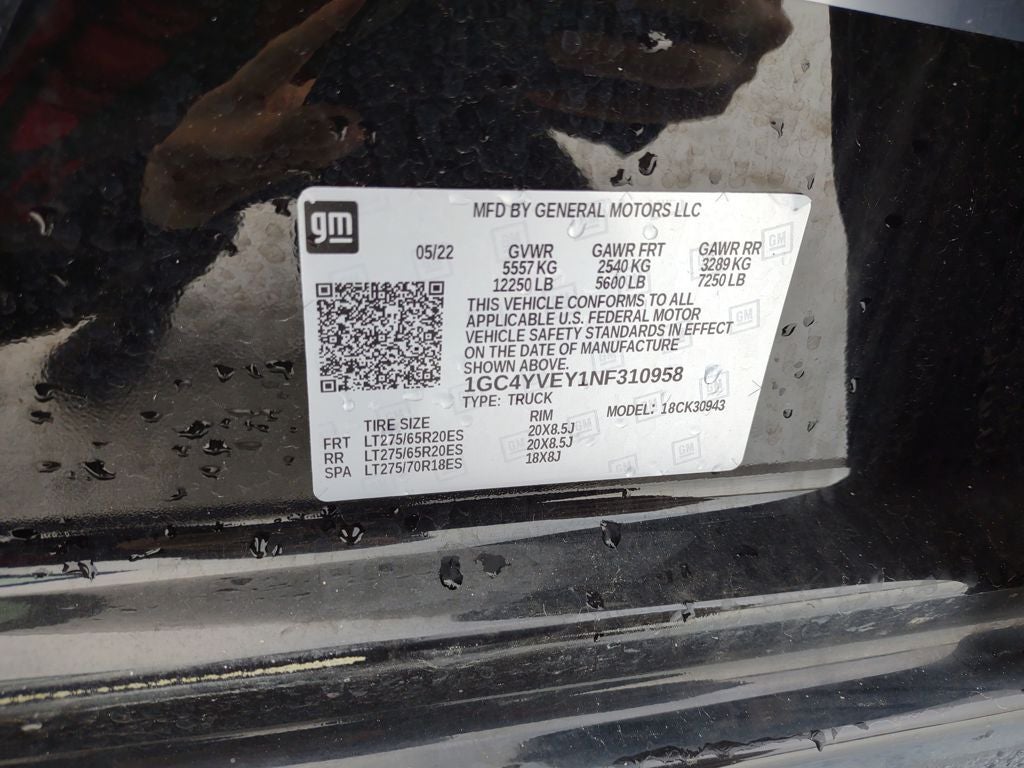 gm
MFD BY GENERAL MOTORS LLC
05/22 GVWR GAWR FRT GAWR RR
5557 KG 2540 KG 3289 KG
12250 LB 5600 LB 7250 LB
THIS VEHICLE CONFORMS TO ALL
APPLICABLE U.S. FEDERAL MOTOR
VEHICLE SAFETY STANDARDS IN EFFECT
ON THE DATE OF MANUFACTURE
SHOWN ABOVE.
1GC4YVEY1NF310958
TYPE: TRUCK MODEL: 18CK30943
TIRE SIZE RIM
FRT LT275/65R20ES 20X8.5J
RR LT275/65R20ES 20X8.5J
SPA LT275/70R18ES 18X8J